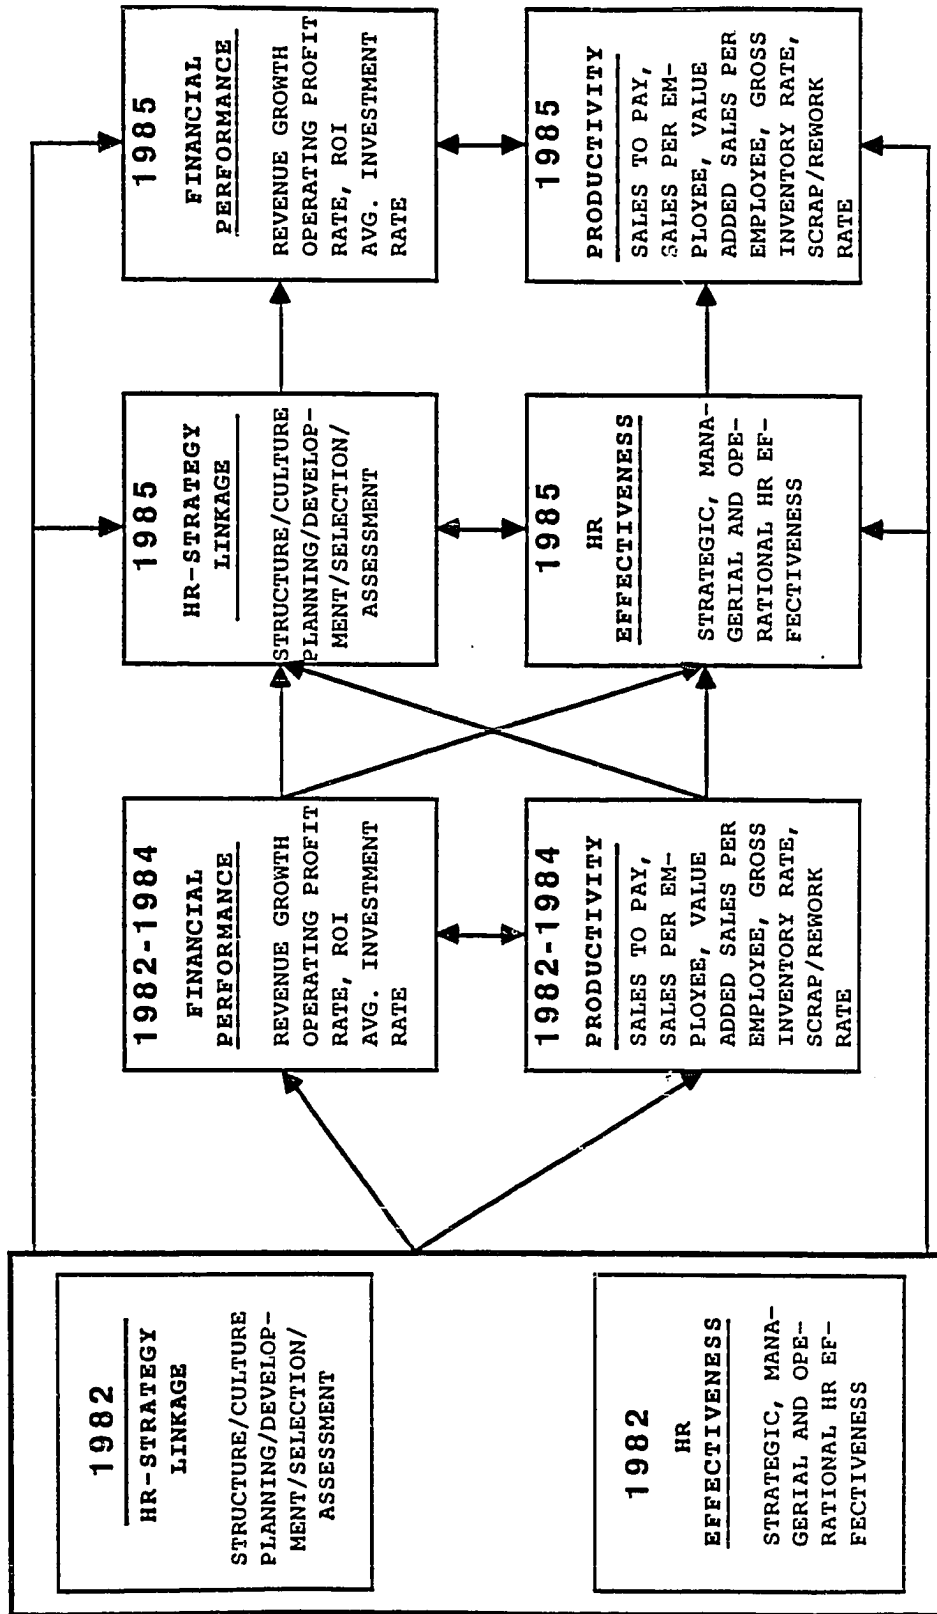 1982
HR-STRATEGY
LINKAGE
STRUCTURE/CULTURE
PLANNING/DEVELOP-
MENT/SELECTION/
ASSESSMENT
1982
HR
EFFECTIVENESS
STRATEGIC, MANA-
GERIAL AND OPE-
RATIONAL HR EF-
FECTIVENESS
1982-1984
FINANCIAL
PERFORMANCE
REVENUE GROWTH
OPERATING PROFIT
RATE, ROI
AVG. INVESTMENT
RATE
1982-1984
PRODUCTIVITY
SALES TO PAY,
SALES PER EM-
PLOYEE, VALUE
ADDED SALES PER
EMPLOYEE, GROSS
INVENTORY RATE,
SCRAP/REWORK
RATE
1985
HR-STRATEGY
LINKAGE
STRUCTURE/CULTURE
PLANNING/DEVELOP-
MENT/SELECTION/
ASSESSMENT
1985
HR
EFFECTIVENESS
STRATEGIC, MANA-
GERIAL AND OPE-
RATIONAL HR EF-
FECTIVENESS
1985
FINANCIAL
PERFORMANCE
REVENUE GROWTH
OPERATING PROFIT
RATE, ROI
AVG. INVESTMENT
RATE
1985
PRODUCTIVITY
SALES TO PAY,
SALES PER EM-
PLOYEE, VALUE
ADDED SALES PER
EMPLOYEE, GROSS
INVENTORY RATE,
SCRAP/REWORK
RATE